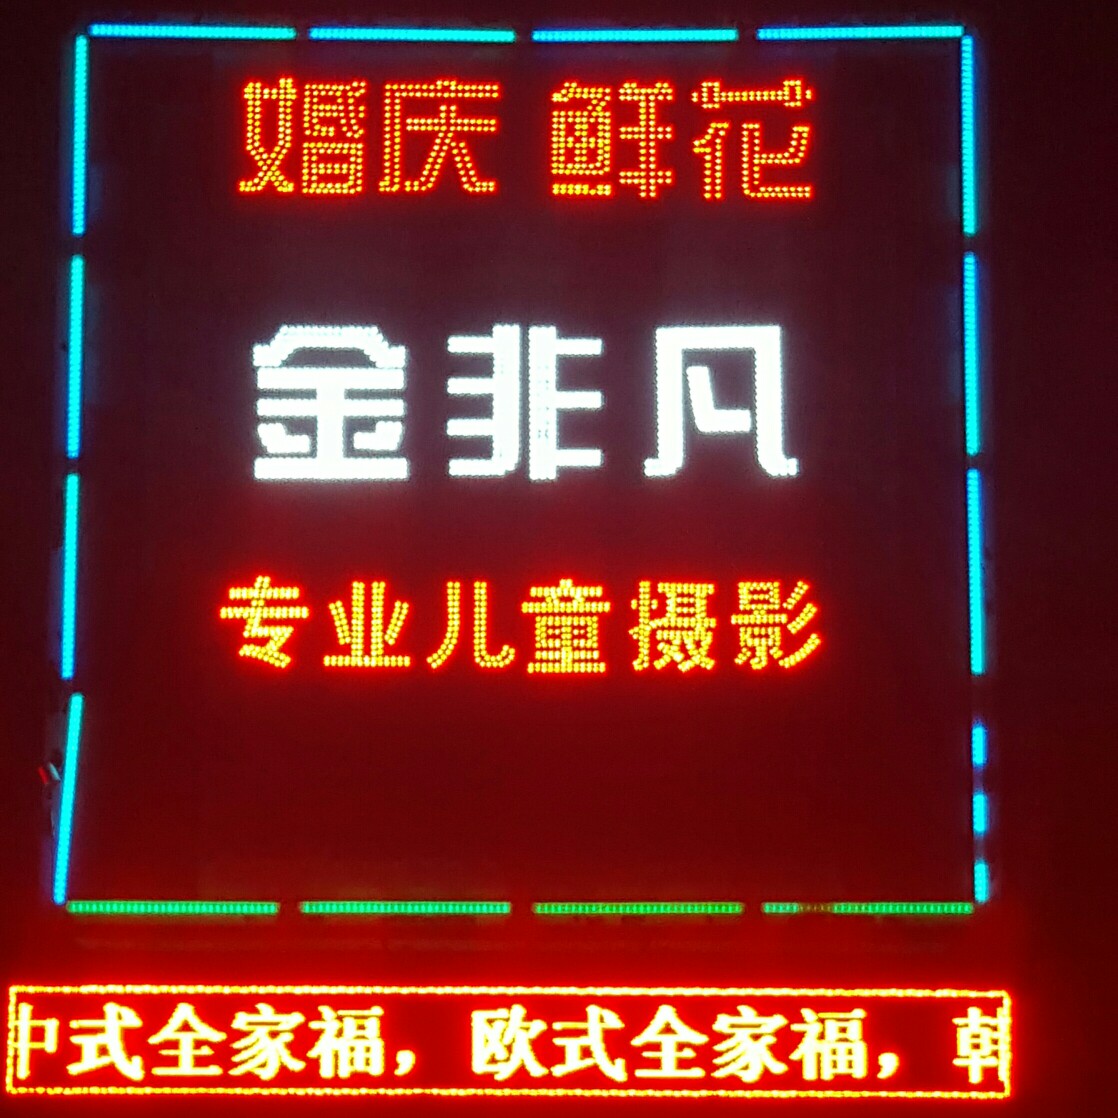 婚庆 鲜花
金非凡
专业儿童摄影
中式全家福，欧式全家福，韩